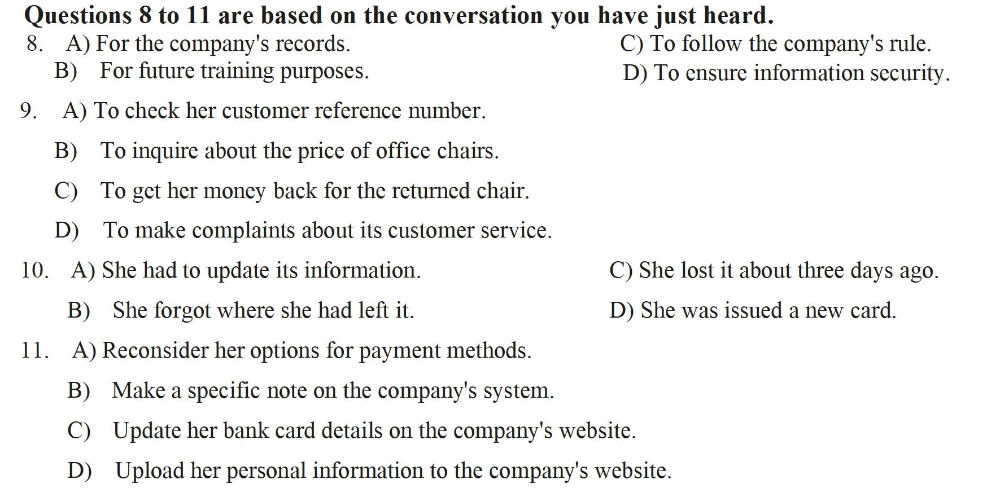 Questions 8 to 11 are based on the conversation you have just heard.
8. A) For the company's records. C) To follow the company's rule.
B) For future training purposes. D) To ensure information security.
9. A) To check her customer reference number.
B) To inquire about the price of office chairs.
C) To get her money back for the returned chair.
D) To make complaints about its customer service.
10. A) She had to update its information. C) She lost it about three days ago.
B) She forgot where she had left it. D) She was issued a new card.
11. A) Reconsider her options for payment methods.
B) Make a specific note on the company's system.
C) Update her bank card details on the company's website.
D) Upload her personal information to the company's website.